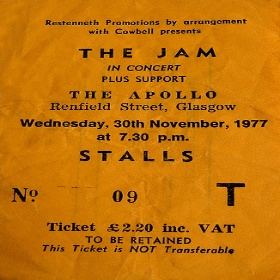 Restenneth Promotions by arrangement
with Cowbell presents
THE JAM
IN CONCERT
PLUS SUPPORT
THE APOLLO
Renfield Street, Glasgow
Wednesday, 30th November, 1977
at 7.30 p.m.
STALLS
No. 09 T
Ticket £2.20 inc. VAT
TO BE RETAINED
This Ticket is NOT Transferable